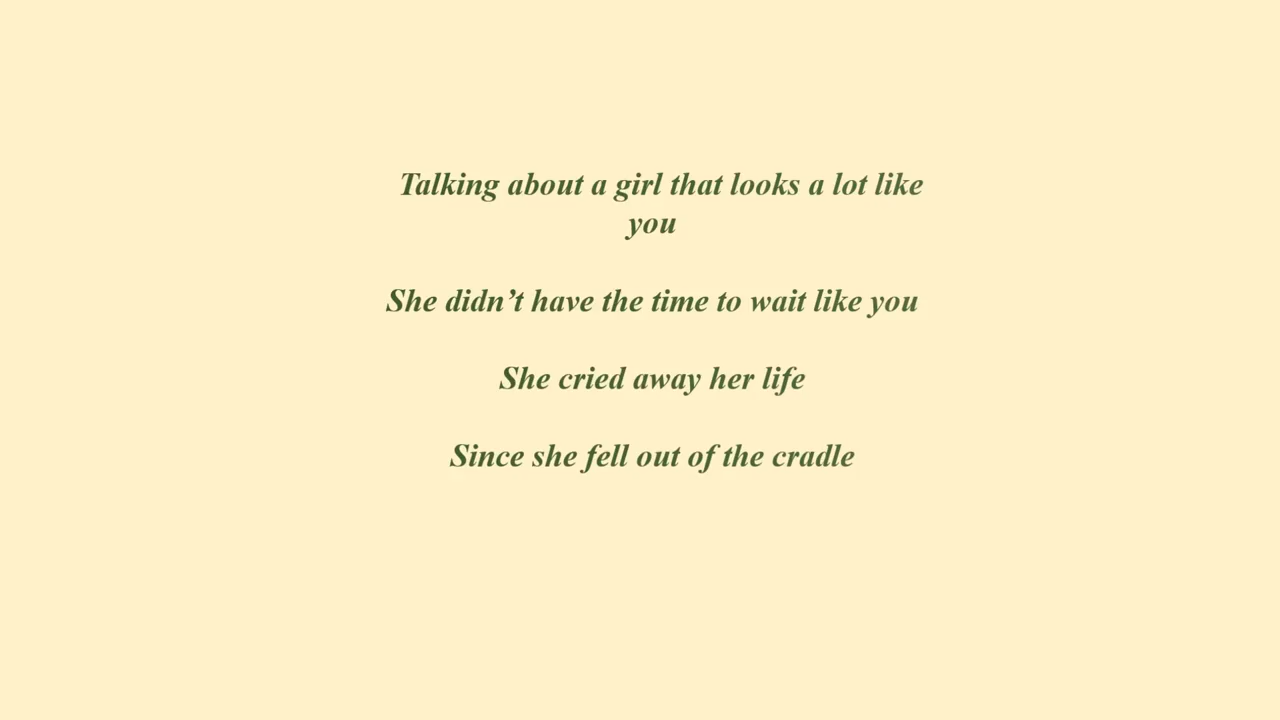 Talking about a girl that looks a lot like
you
She didn’t have the time to wait like you
She cried away her life
Since she fell out of the cradle